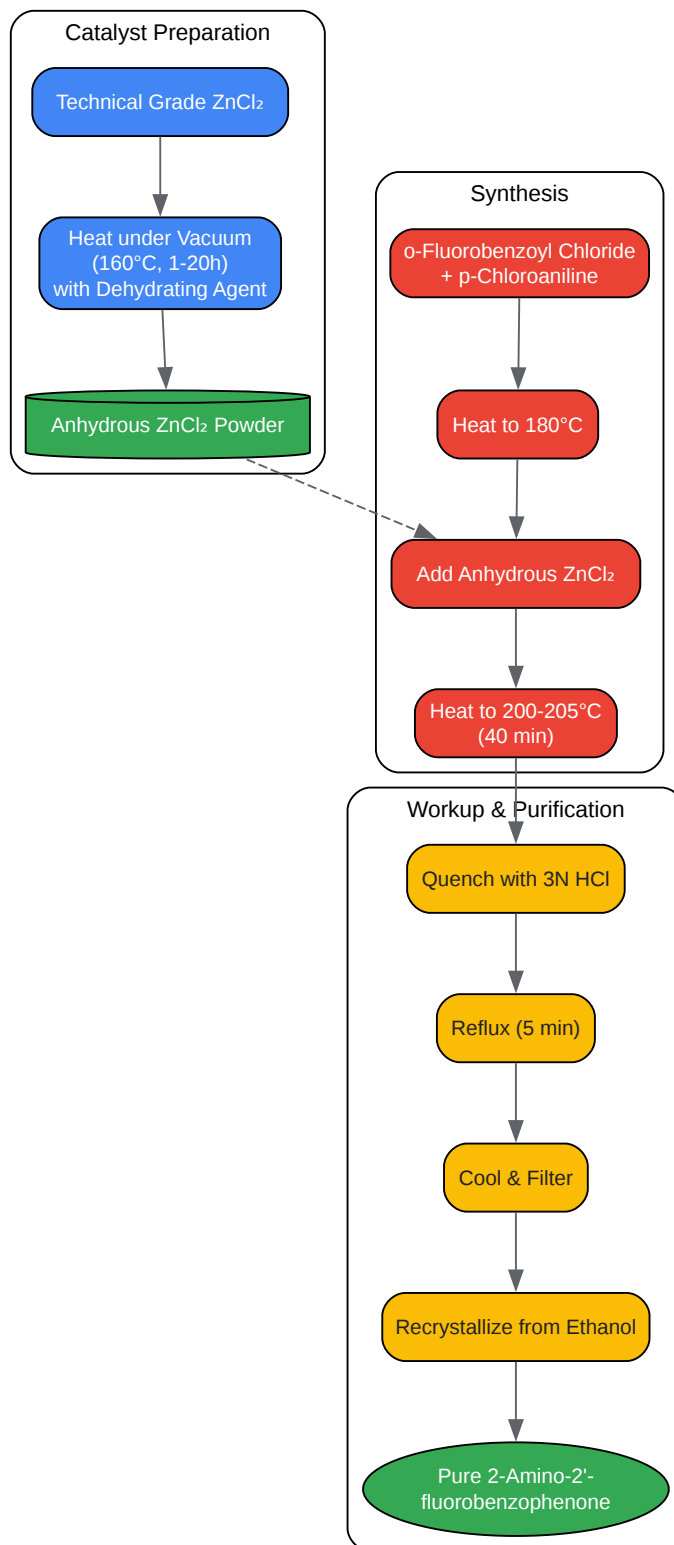 Catalyst Preparation
Technical Grade ZnCl₂
Heat under Vacuum
(160°C, 1-20h)
with Dehydrating Agent
Anhydrous ZnCl₂ Powder
Synthesis
o-Fluorobenzoyl Chloride
+ p-Chloroaniline
Heat to 180°C
Add Anhydrous ZnCl₂
Heat to 200-205°C
(40 min)
Workup & Purification
Quench with 3N HCl
Reflux (5 min)
Cool & Filter
Recrystallize from Ethanol
Pure 2-Amino-2'-
fluorobenzophenone